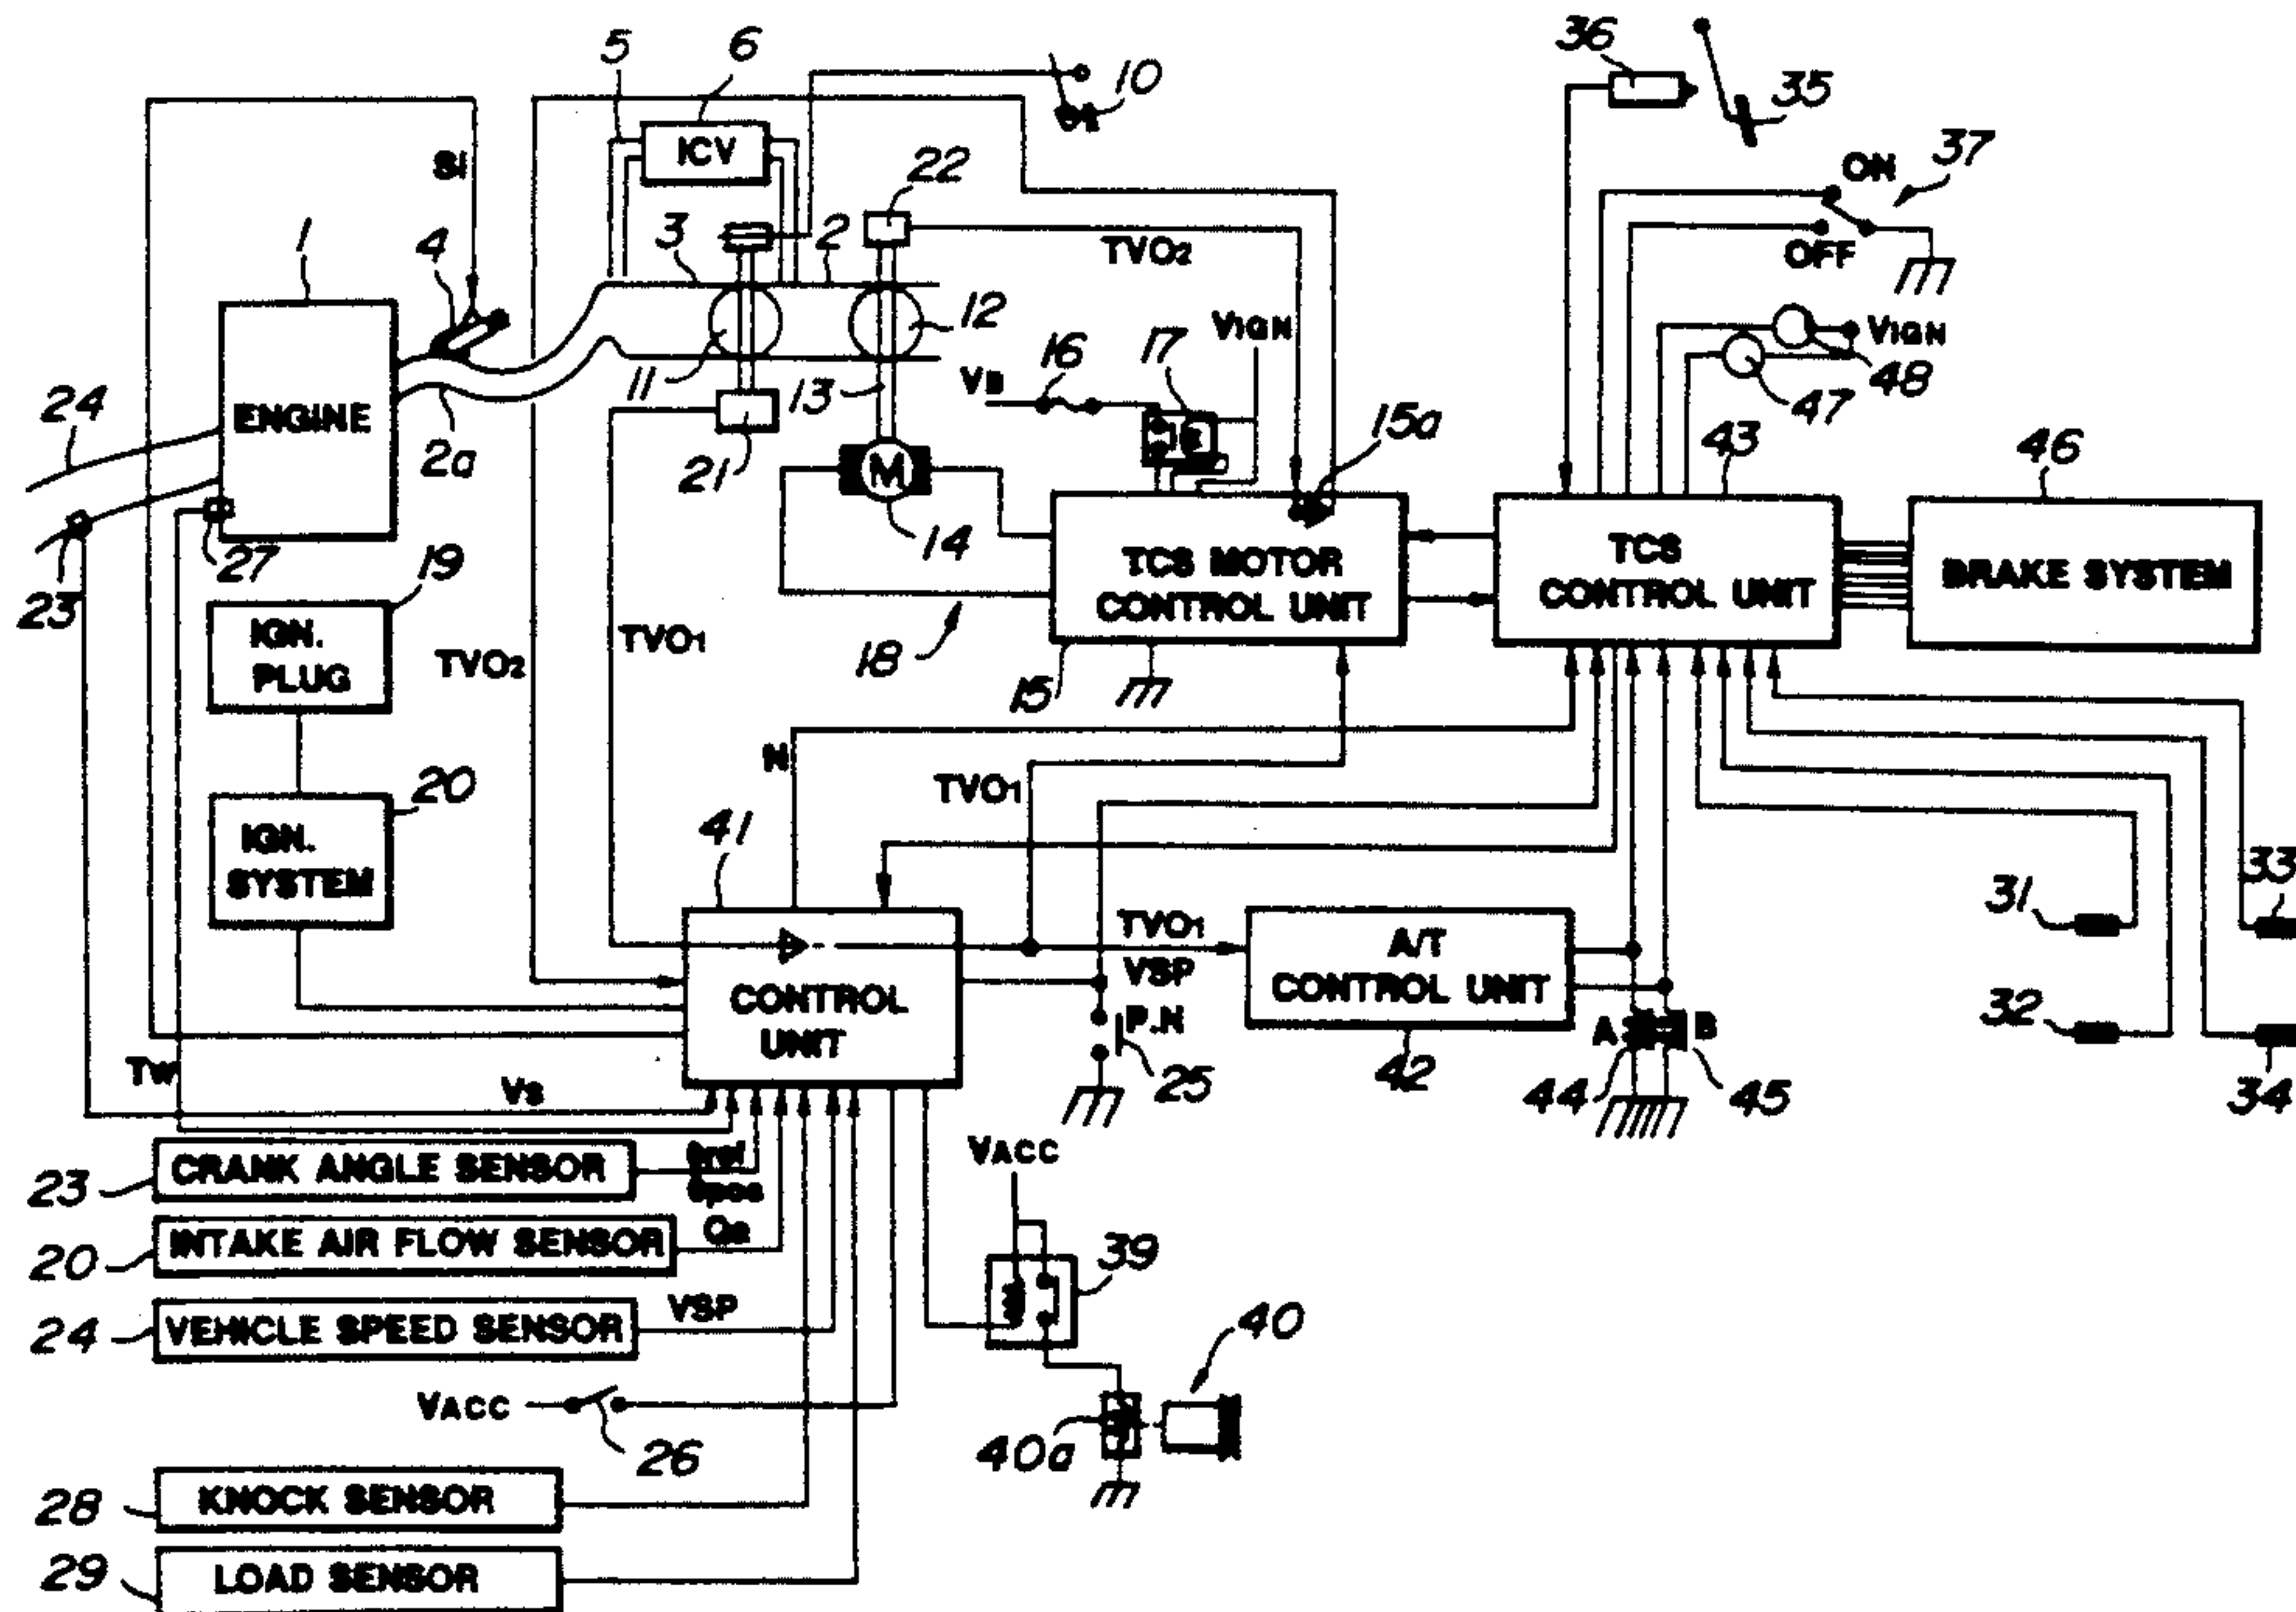 5
6
10
36
35
ON
37
OFF
Si
ICV
22
1
4
3
2
TVO2
12
VIGN
VIGN
16
17
48
47
24
ENGINE
11
13
VB
15a
43
46
2a
21
M
14
TCS MOTOR
CONTROL UNIT
TCS
CONTROL UNIT
BRAKE SYSTEM
23
27
19
IGN.
PLUG
TVO2
TVO1
18
15
N
TVO1
20
IGN.
SYSTEM
41
TVO1
VSP
A/T
CONTROL UNIT
31
33
CONTROL
UNIT
P.N
25
42
A
B
44
45
32
34
TW
VS
23
CRANK ANGLE SENSOR
VACC
20
INTAKE AIR FLOW SENSOR
Qa
39
24
VEHICLE SPEED SENSOR
VSP
40
VACC
26
40a
28
KNOCK SENSOR
29
LOAD SENSOR